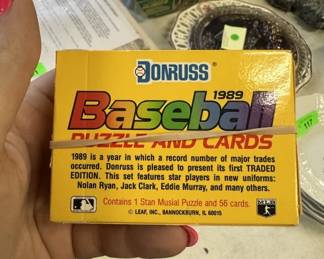 DONRUSS
1989
Baseball
PUZZLE AND CARDS
1989 is a year in which a record number of major trades
occurred. Donruss is pleased to present its first TRADED
EDITION. This set features star players in new uniforms:
Nolan Ryan, Jack Clark, Eddie Murray, and many others.
Contains 1 Stan Musial Puzzle and 56 cards.
© LEAF, INC., BANNOCKBURN, IL 60015
117